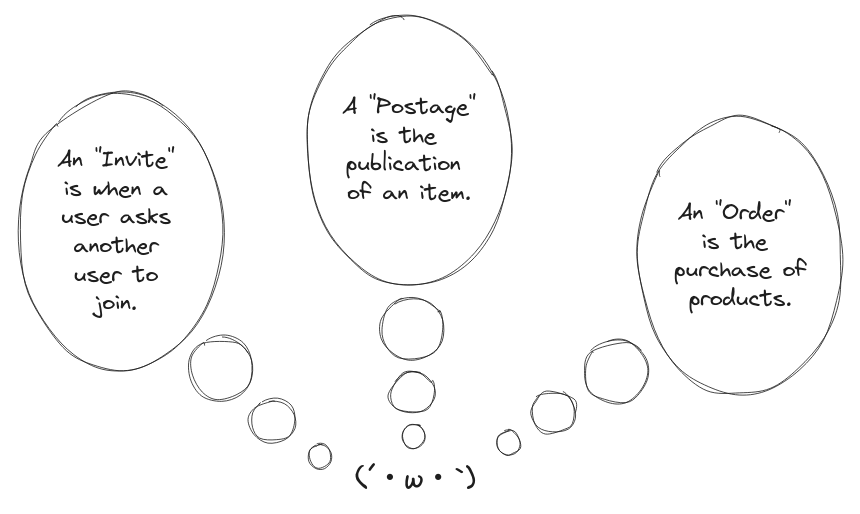 An "Invite"
is when a
user asks
another
user to
join.
A "Postage"
is the
publication
of an item.
An "Order"
is the
purchase of
products.
(´・ω・`)